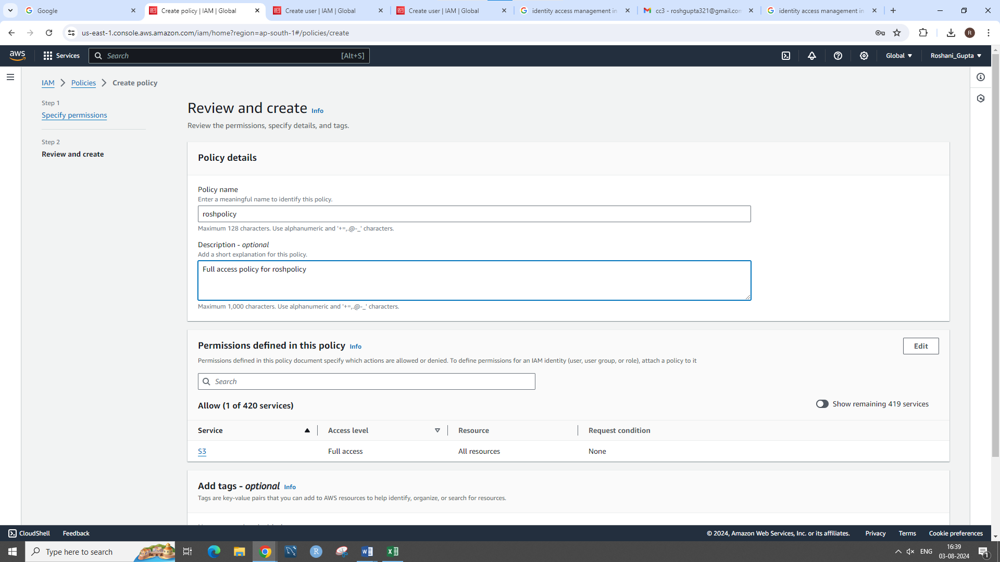 Google
Create policy | IAM | Global
Create user | IAM | Global
Create user | IAM | Global
identity access management in
cc3 - roshgupta321@gmail.com
identity access management in
us-east-1.console.aws.amazon.com/iam/home?region=ap-south-1#/policies/create
R
aws
Services
Search
[Alt+S]
Global
Roshani_Gupta
IAM
Policies
Create policy
Step 1
Specify permissions
Step 2
Review and create
Review and create Info
Review the permissions, specify details, and tags.
Policy details
Policy name
Enter a meaningful name to identify this policy.
roshpolicy
Maximum 128 characters. Use alphanumeric and '+=,.@-_' characters.
Description - optional
Add a short explanation for this policy.
Full access policy for roshpolicy
Maximum 1,000 characters. Use alphanumeric and '+=,.@-_' characters.
Permissions defined in this policy Info
Edit
Permissions defined in this policy document specify which actions are allowed or denied. To define permissions for an IAM identity (user, user group, or role), attach a policy to it
Search
Allow (1 of 420 services)
Show remaining 419 services
Service
Access level
Resource
Request condition
S3
Full access
All resources
None
Add tags - optional Info
Tags are key-value pairs that you can add to AWS resources to help identify, organize, or search for resources.
CloudShell
Feedback
© 2024, Amazon Web Services, Inc. or its affiliates.
Privacy
Terms
Cookie preferences
Type here to search
R
ENG
16:39
03-08-2024
1